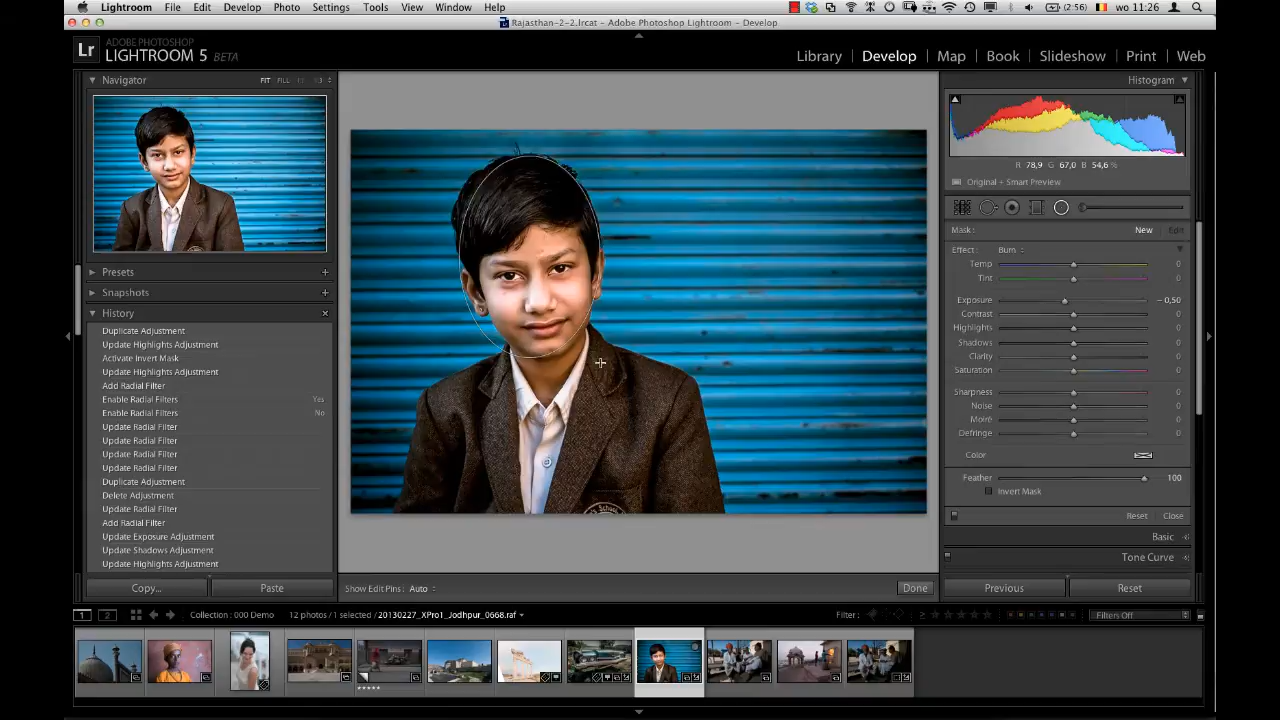 Lightroom File Edit Develop Photo Settings Tools View Window Help (2:56) wo 11:26
Rajasthan-2-2.lrcat - Adobe Photoshop Lightroom - Develop
Lr ADOBE PHOTOSHOP
LIGHTROOM 5 BETA
Library Develop Map Book Slideshow Print Web
Navigator FIT FILL
Histogram
R 78,9 G 67,0 B 54,6 %
Original + Smart Preview
Mask : New Edit
Effect : Burn
Temp 0
Tint 0
Exposure − 0,50
Contrast 0
Highlights 0
Shadows 0
Clarity 0
Saturation 0
Sharpness 0
Noise 0
Moiré 0
Defringe 0
Color
Feather 100
Invert Mask
Reset Close
Basic
Tone Curve
Previous Reset
Presets
Snapshots
History
Duplicate Adjustment
Update Highlights Adjustment
Activate Invert Mask
Update Highlights Adjustment
Add Radial Filter
Enable Radial Filters Yes
Enable Radial Filters No
Update Radial Filter
Update Radial Filter
Update Radial Filter
Update Radial Filter
Duplicate Adjustment
Delete Adjustment
Update Radial Filter
Add Radial Filter
Update Exposure Adjustment
Update Shadows Adjustment
Update Highlights Adjustment
Copy... Paste
School
Show Edit Pins : Auto Done
1 2 Collection : 000 Demo 12 photos / 1 selected / 20130227_XPro1_Jodhpur_0668.raf Filter : Filters Off